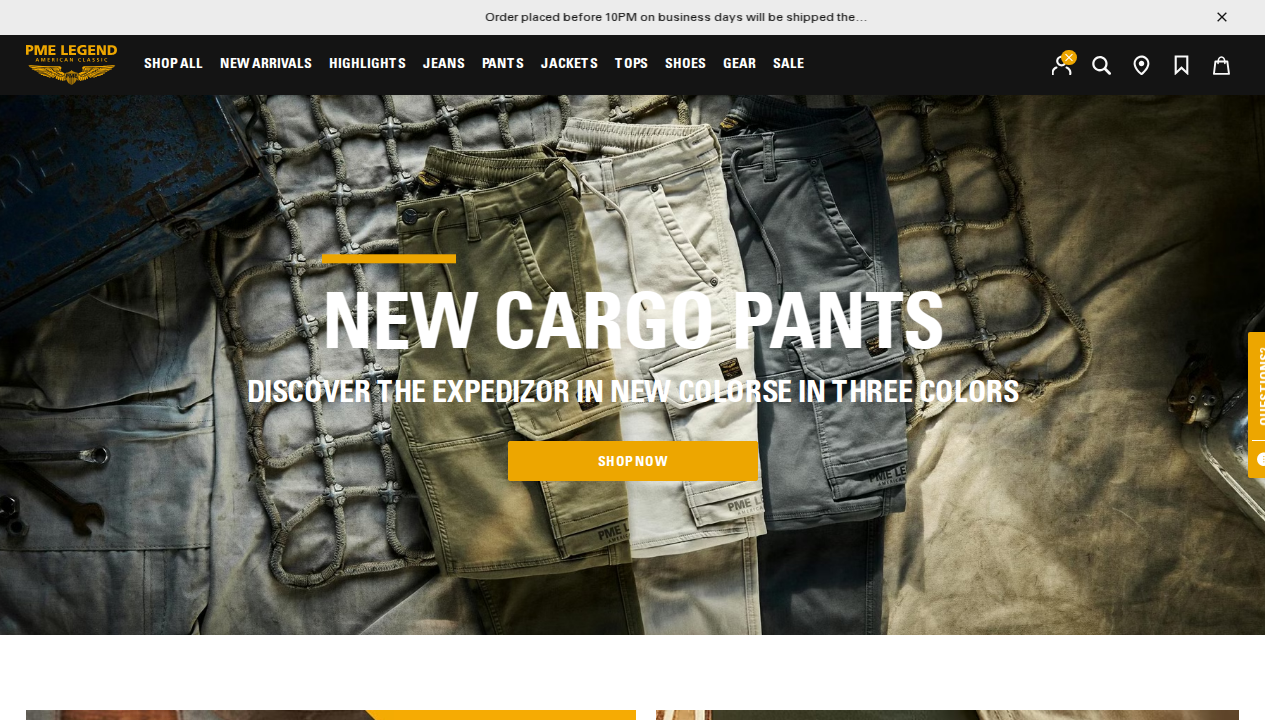 Order placed before 10PM on business days will be shipped the...
PME LEGEND
AMERICAN CLASSIC
SHOP ALL NEW ARRIVALS HIGHLIGHTS JEANS PANTS JACKETS TOPS SHOES GEAR SALE
NEW CARGO PANTS
DISCOVER THE EXPEDIZOR IN NEW COLORSE IN THREE COLORS
SHOP NOW
QUESTIONS?